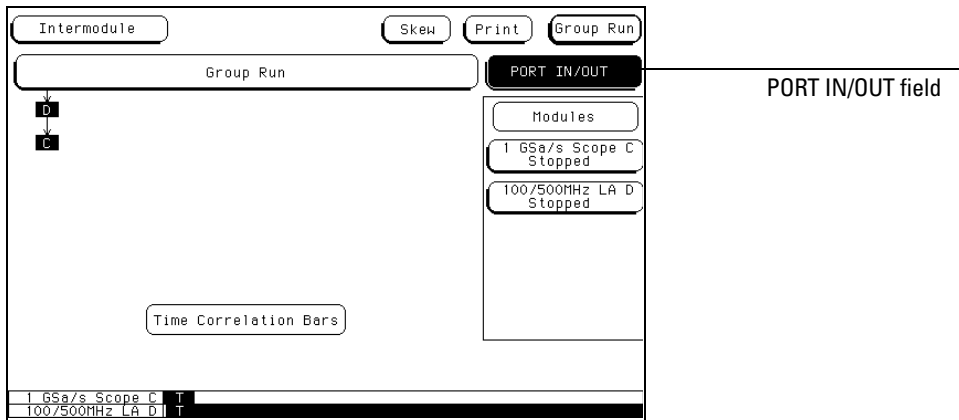 Intermodule
Skew
Print
Group Run
Group Run
PORT IN/OUT
PORT IN/OUT field
D
C
Modules
1 GSa/s Scope C
Stopped
100/500MHz LA D
Stopped
Time Correlation Bars
1 GSa/s Scope C T
100/500MHz LA D T